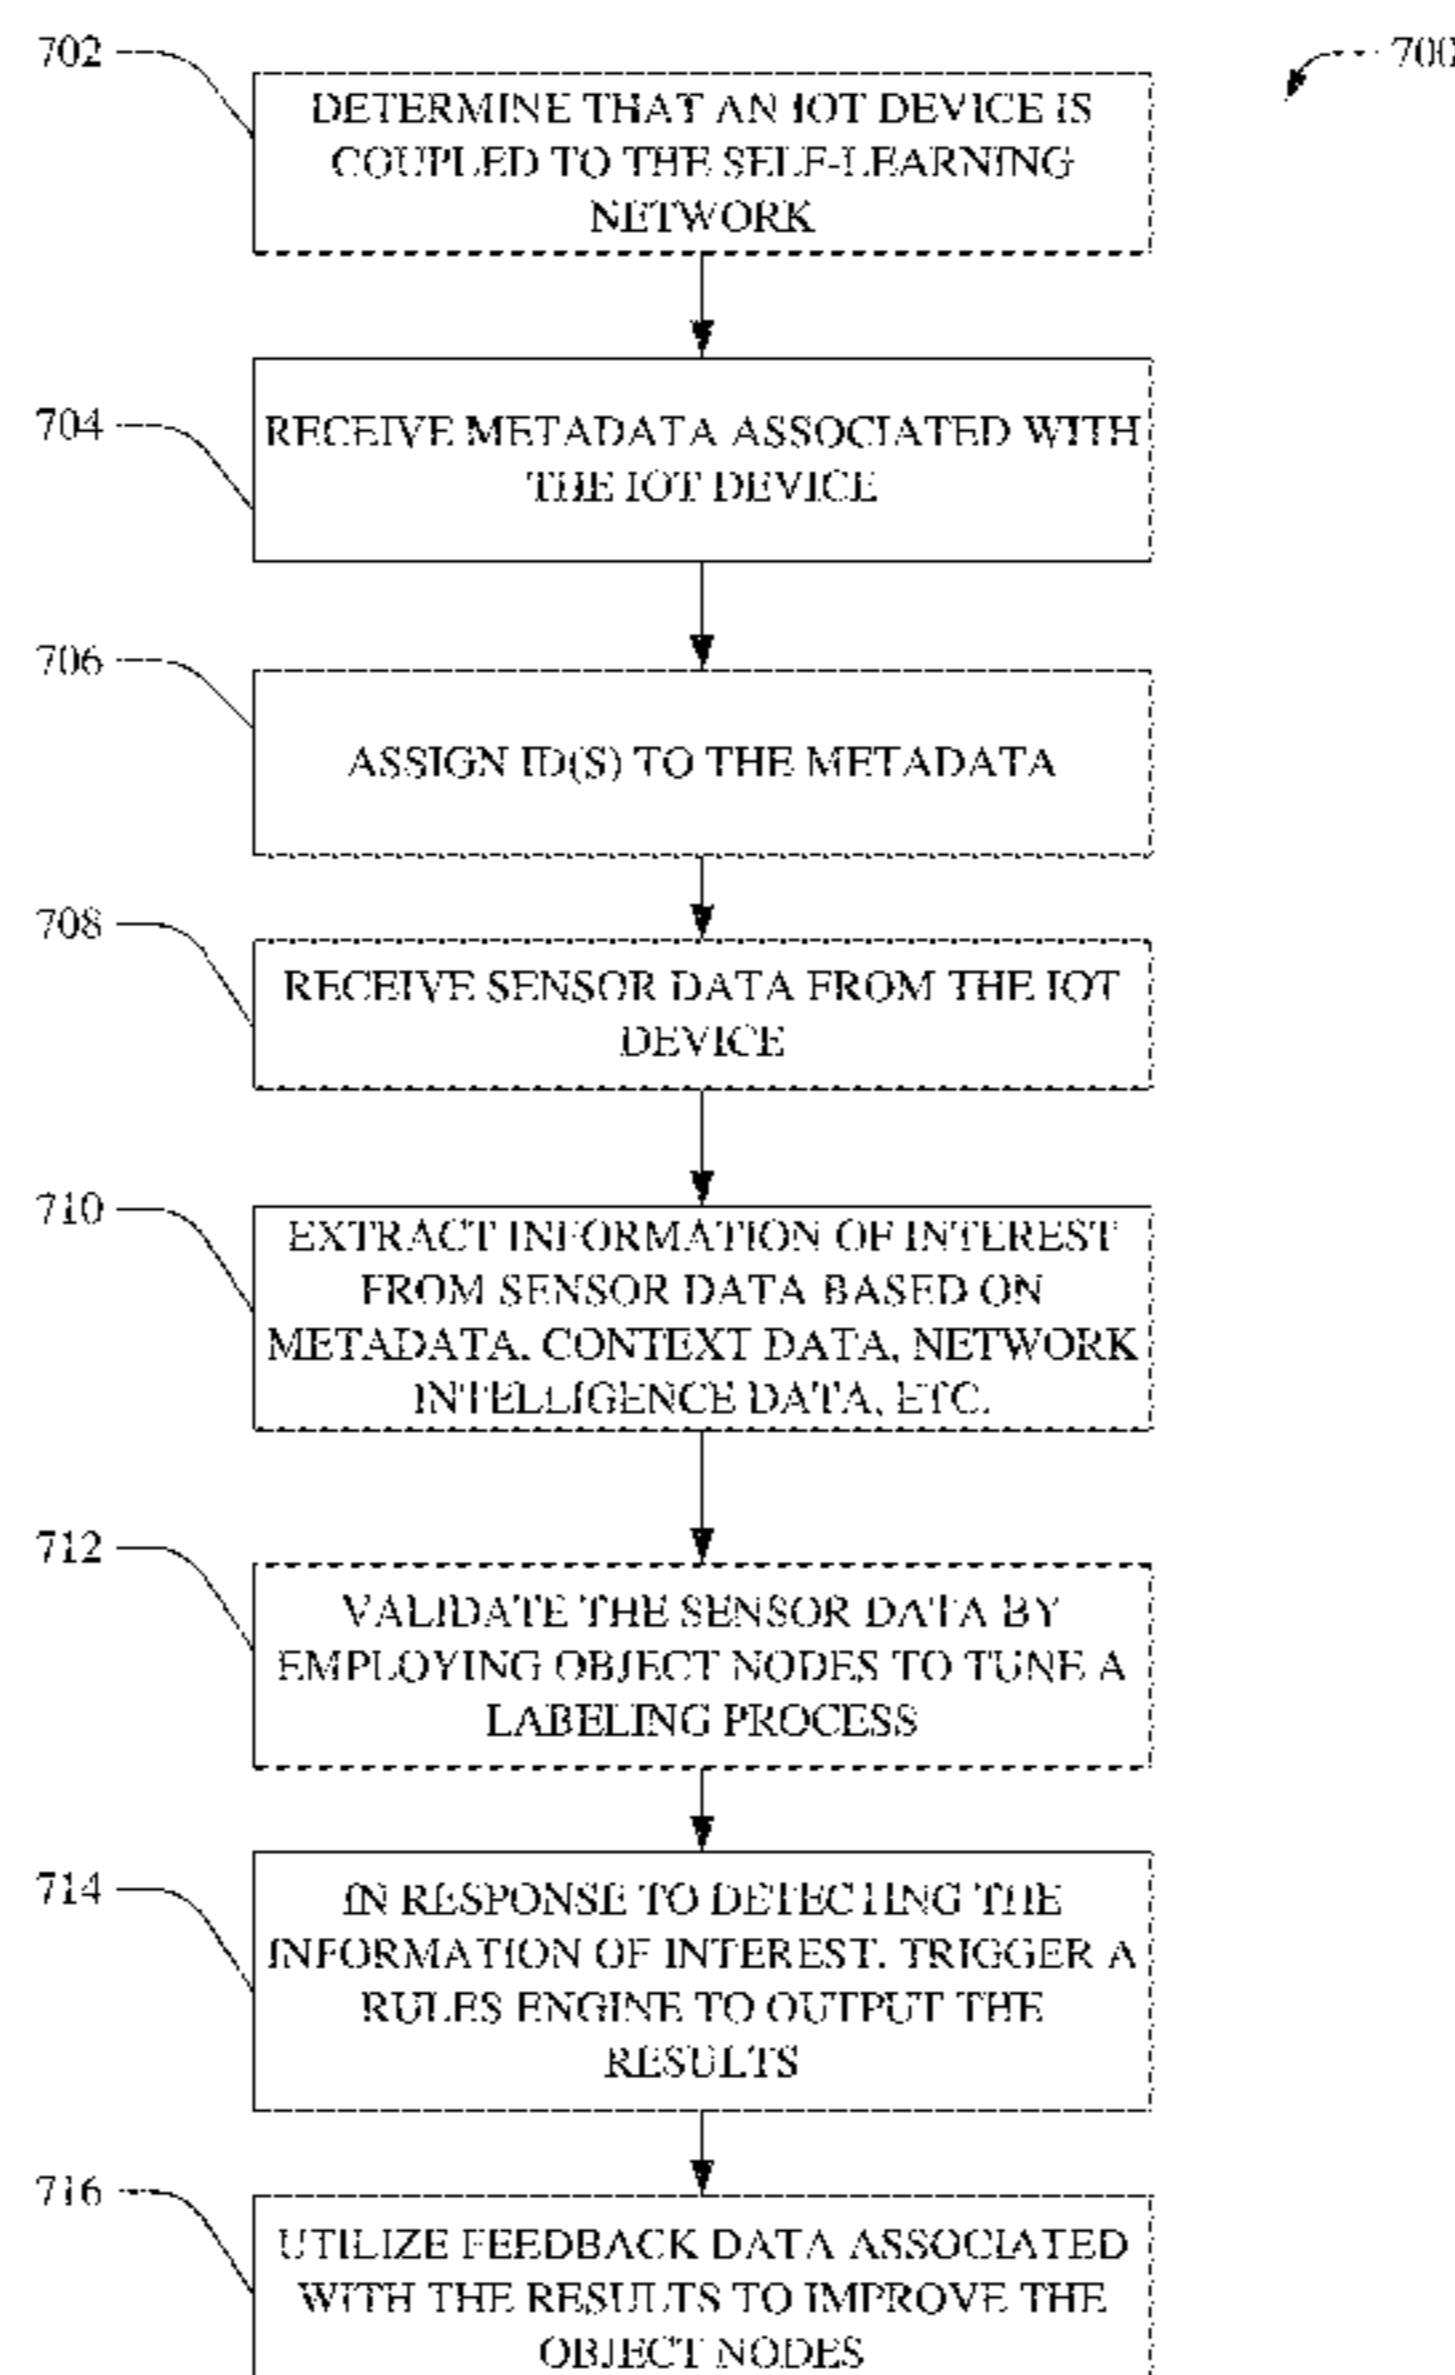 702
700
DETERMINE THAT AN IOT DEVICE IS
COUPLED TO THE SELF-LEARNING
NETWORK
704
RECEIVE METADATA ASSOCIATED WITH
THE IOT DEVICE
706
ASSIGN ID(S) TO THE METADATA
708
RECEIVE SENSOR DATA FROM THE IOT
DEVICE
710
EXTRACT INFORMATION OF INTEREST
FROM SENSOR DATA BASED ON
METADATA, CONTEXT DATA, NETWORK
INTELLIGENCE DATA, ETC.
712
VALIDATE THE SENSOR DATA BY
EMPLOYING OBJECT NODES TO TUNE A
LABELING PROCESS
714
IN RESPONSE TO DETECTING THE
INFORMATION OF INTEREST, TRIGGER A
RULES ENGINE TO OUTPUT THE
RESULTS
716
UTILIZE FEEDBACK DATA ASSOCIATED
WITH THE RESULTS TO IMPROVE THE
OBJECT NODES